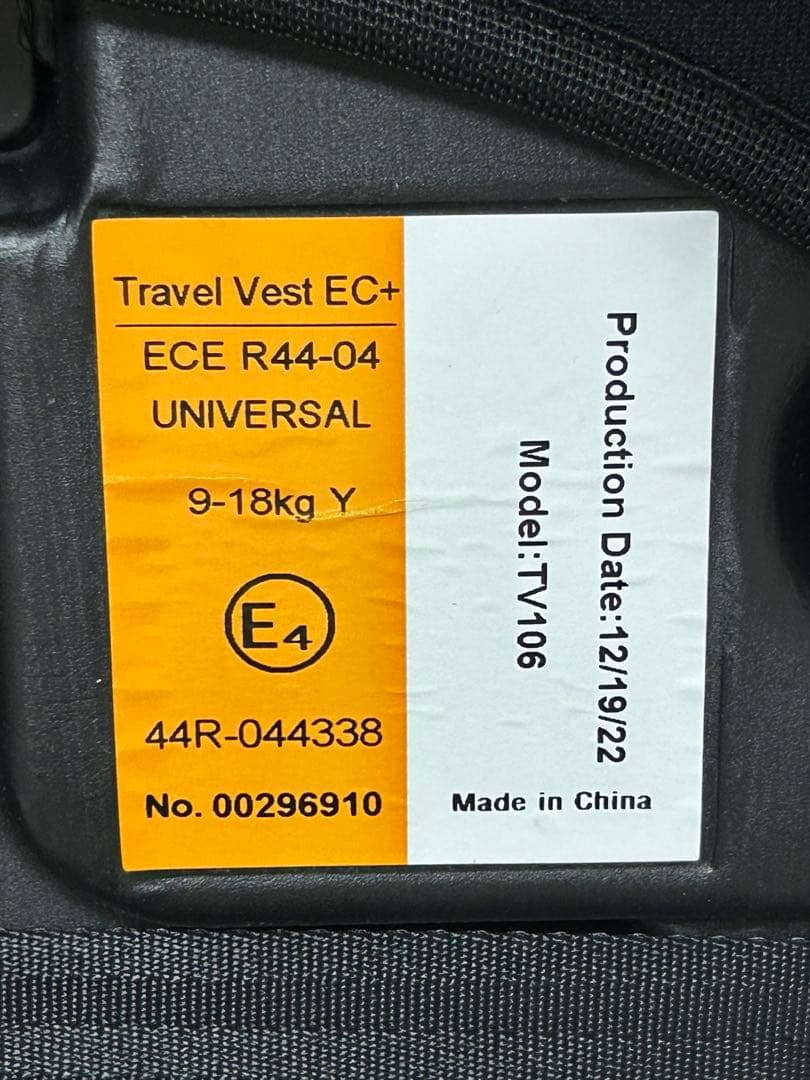 Travel Vest EC+
ECE R44-04
UNIVERSAL
9-18kg Y
E4
44R-044338
No. 00296910
Production Date:12/19/22
Model:TV106
Made in China